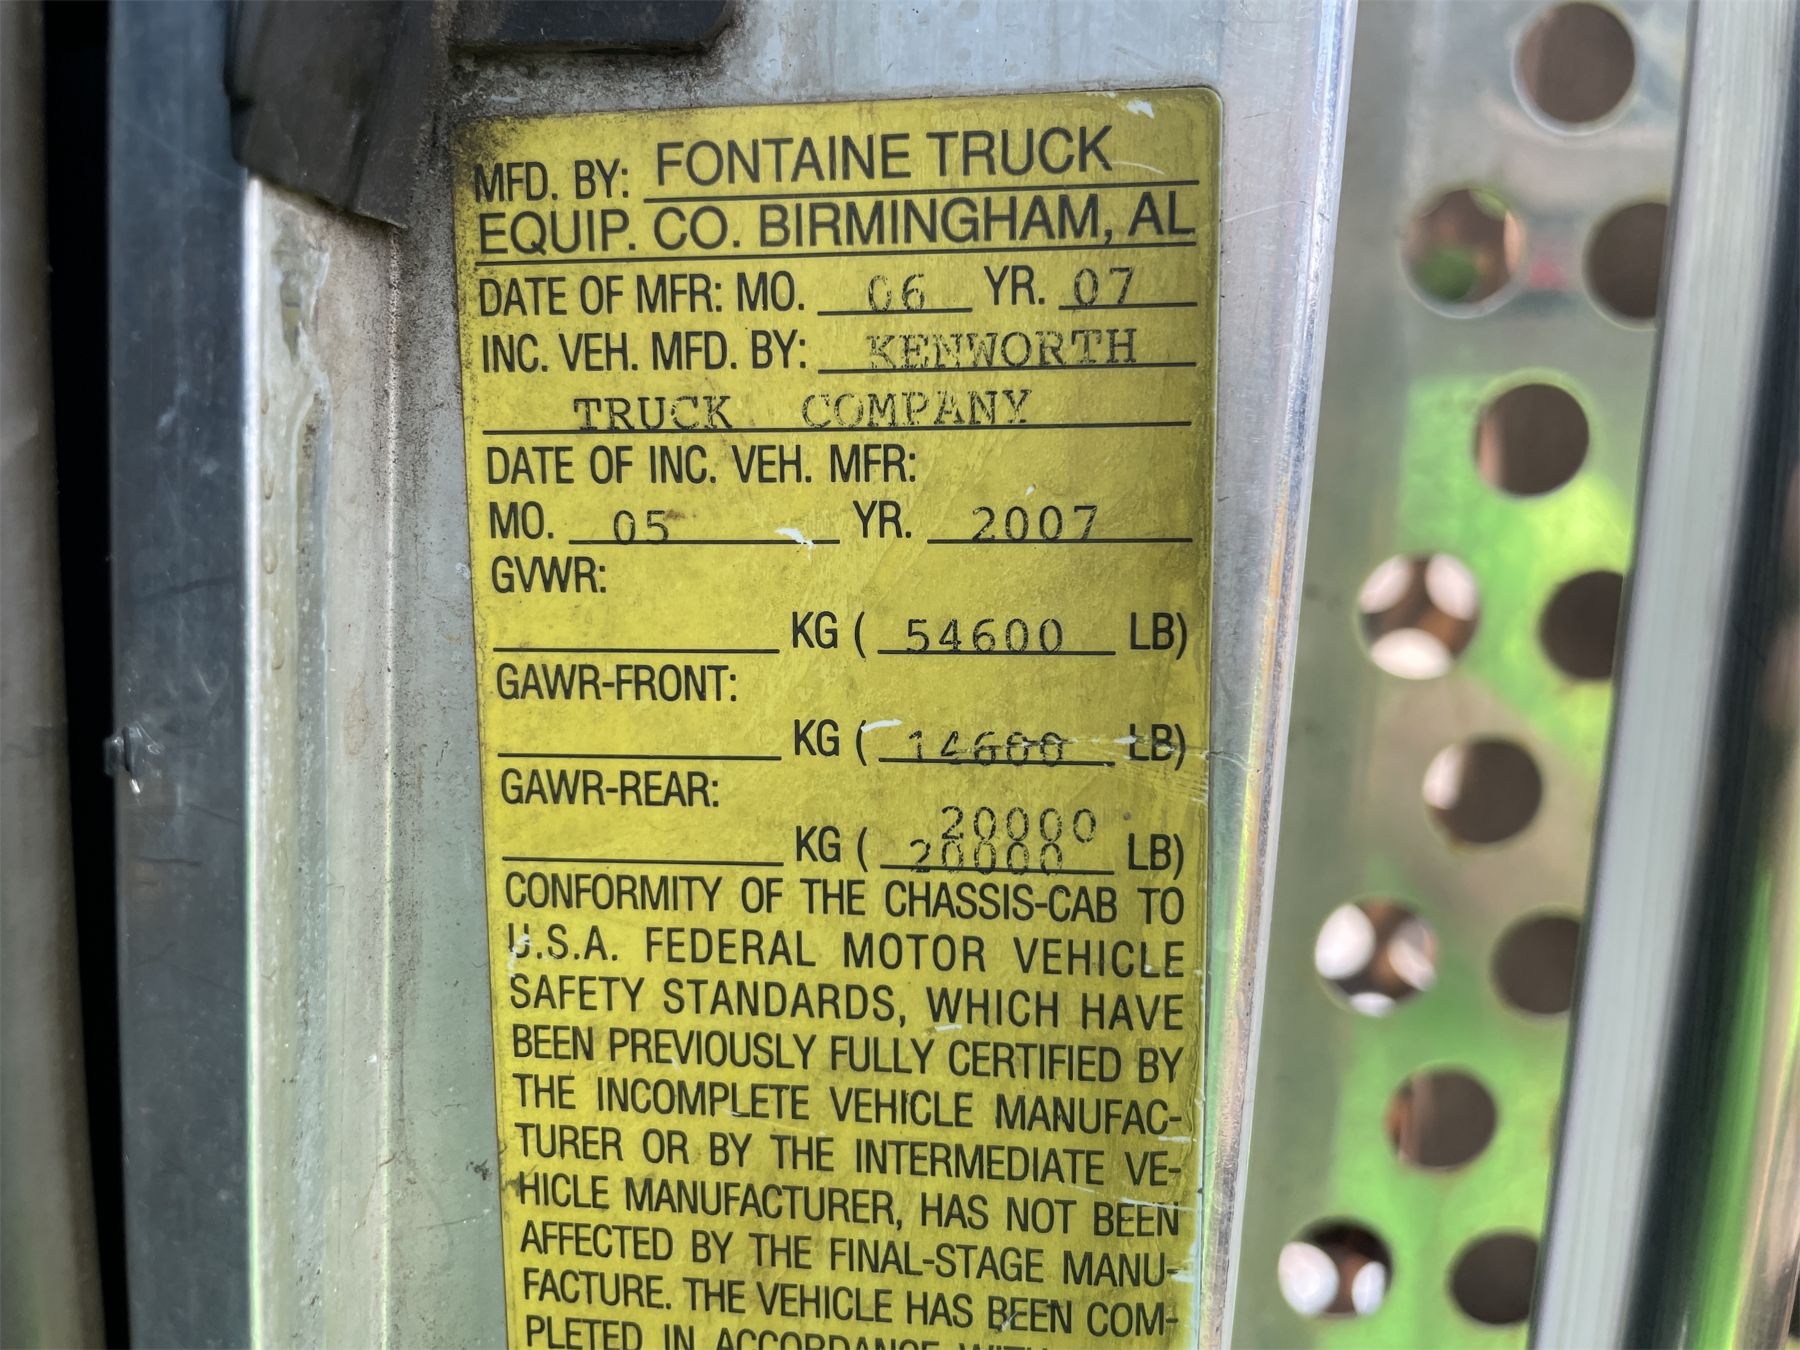 MFD. BY: FONTAINE TRUCK
EQUIP. CO. BIRMINGHAM, AL
DATE OF MFR: MO. 06 YR. 07
INC. VEH. MFD. BY: KENWORTH
TRUCK COMPANY
DATE OF INC. VEH. MFR:
MO. 05 YR. 2007
GVWR:
KG ( 54600 LB)
GAWR-FRONT:
KG ( 14600 LB)
GAWR-REAR:
20000
KG ( 20000 LB)
CONFORMITY OF THE CHASSIS-CAB TO
U.S.A. FEDERAL MOTOR VEHICLE
SAFETY STANDARDS, WHICH HAVE
BEEN PREVIOUSLY FULLY CERTIFIED BY
THE INCOMPLETE VEHICLE MANUFAC-
TURER OR BY THE INTERMEDIATE VE-
HICLE MANUFACTURER, HAS NOT BEEN
AFFECTED BY THE FINAL-STAGE MANU-
FACTURE. THE VEHICLE HAS BEEN COM-
PLETED IN ACCORDANCE WITH